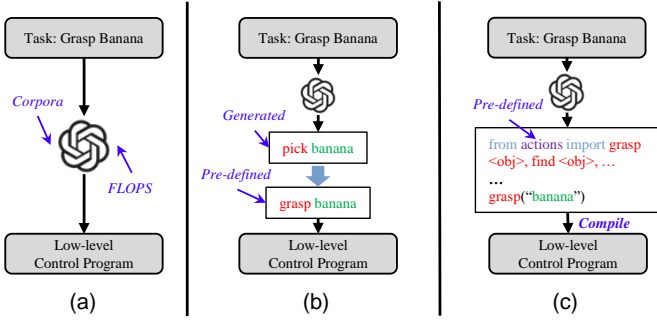 Task: Grasp Banana
Corpora
FLOPS
Low-level
Control Program
(a)
Task: Grasp Banana
Generated
pick banana
Pre-defined
grasp banana
Low-level
Control Program
(b)
Task: Grasp Banana
Pre-defined
from actions import grasp
<obj>, find <obj>, …
…
grasp(“banana”)
Compile
Low-level
Control Program
(c)